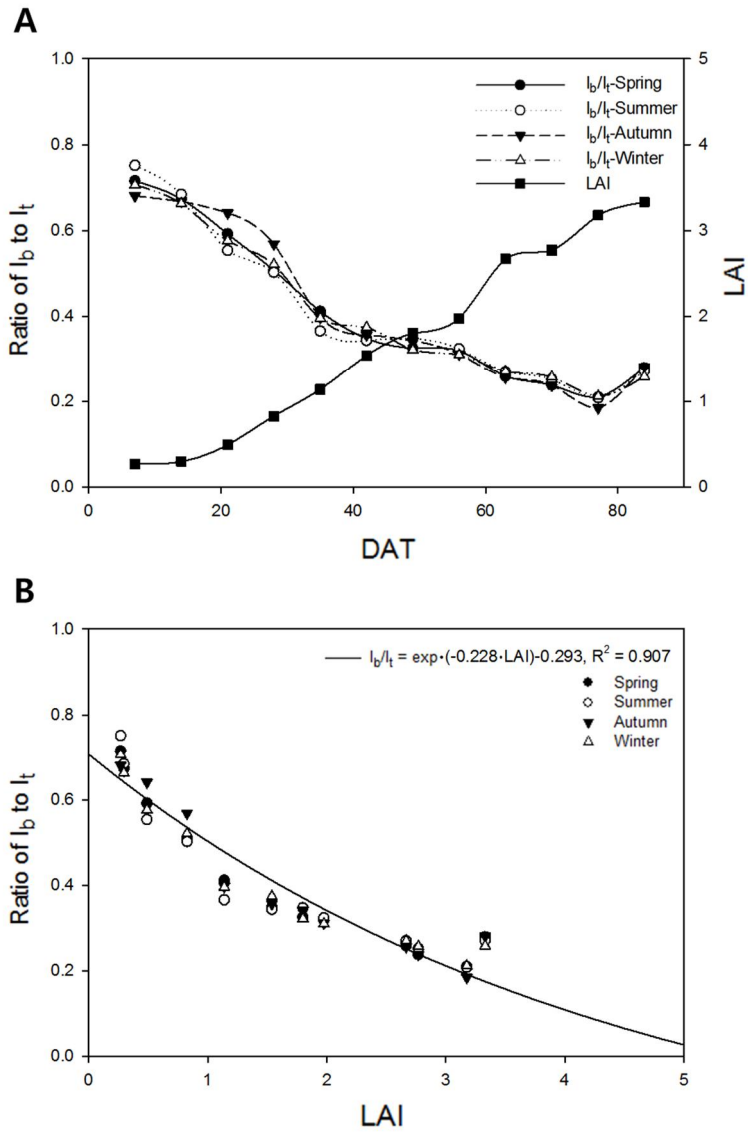 A
1.0
0.8
0.6
0.4
0.2
0.0
Ratio of Ib to It
5
4
3
2
1
0
LAI
Ib/It-Spring
Ib/It-Summer
Ib/It-Autumn
Ib/It-Winter
LAI
0 20 40 60 80
DAT
B
1.0
0.8
0.6
0.4
0.2
0.0
Ratio of Ib to It
Ib/It = exp·(-0.228·LAI)-0.293, R² = 0.907
Spring
Summer
Autumn
Winter
0 1 2 3 4 5
LAI